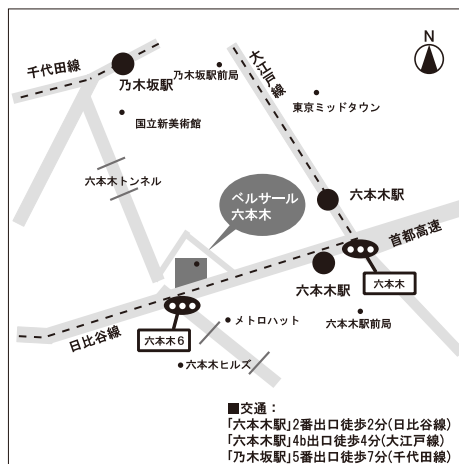 N
千代田線
乃木坂駅
乃木坂駅前局
大江戸線
東京ミッドタウン
国立新美術館
六本木トンネル
ベルサール
六本木
六本木駅
首都高速
六本木駅
六本木
日比谷線
六本木6
メトロハット
六本木駅前局
六本木ヒルズ
■交通：
「六本木駅」2番出口徒歩2分(日比谷線)
「六本木駅」4b出口徒歩4分(大江戸線)
「乃木坂駅」5番出口徒歩7分(千代田線)